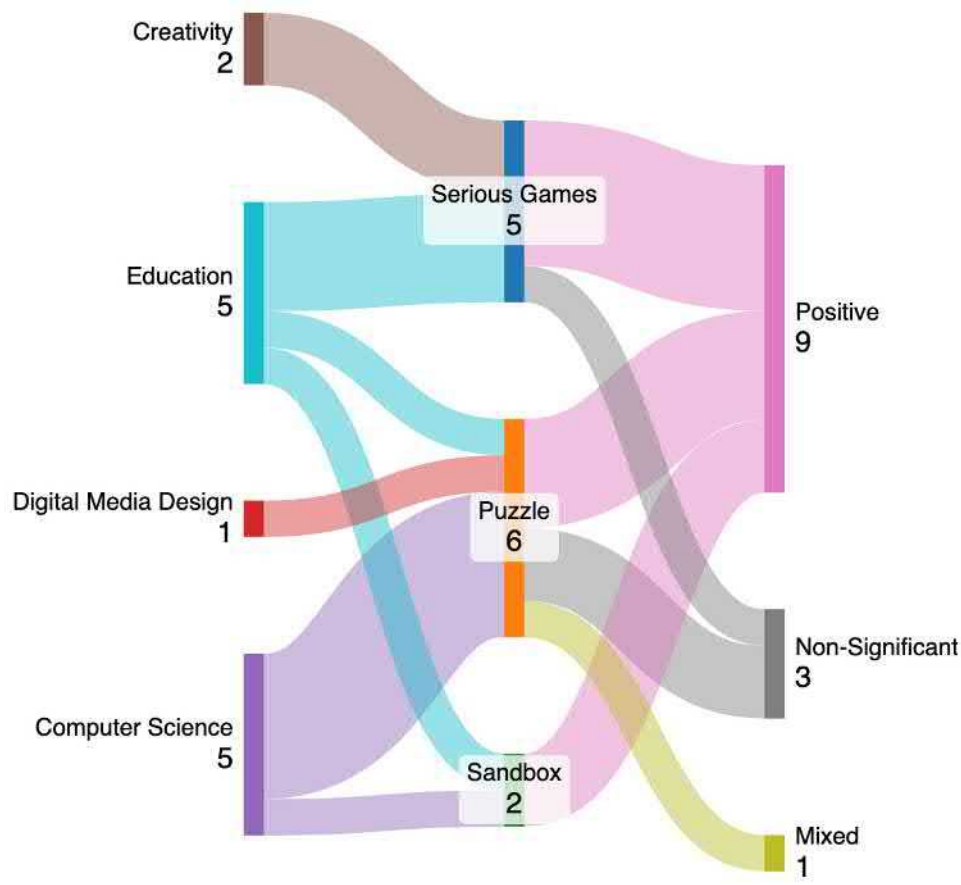 Creativity
2
Education
5
Digital Media Design
1
Computer Science
5
Serious Games
5
Puzzle
6
Sandbox
2
Positive
9
Non-Significant
3
Mixed
1